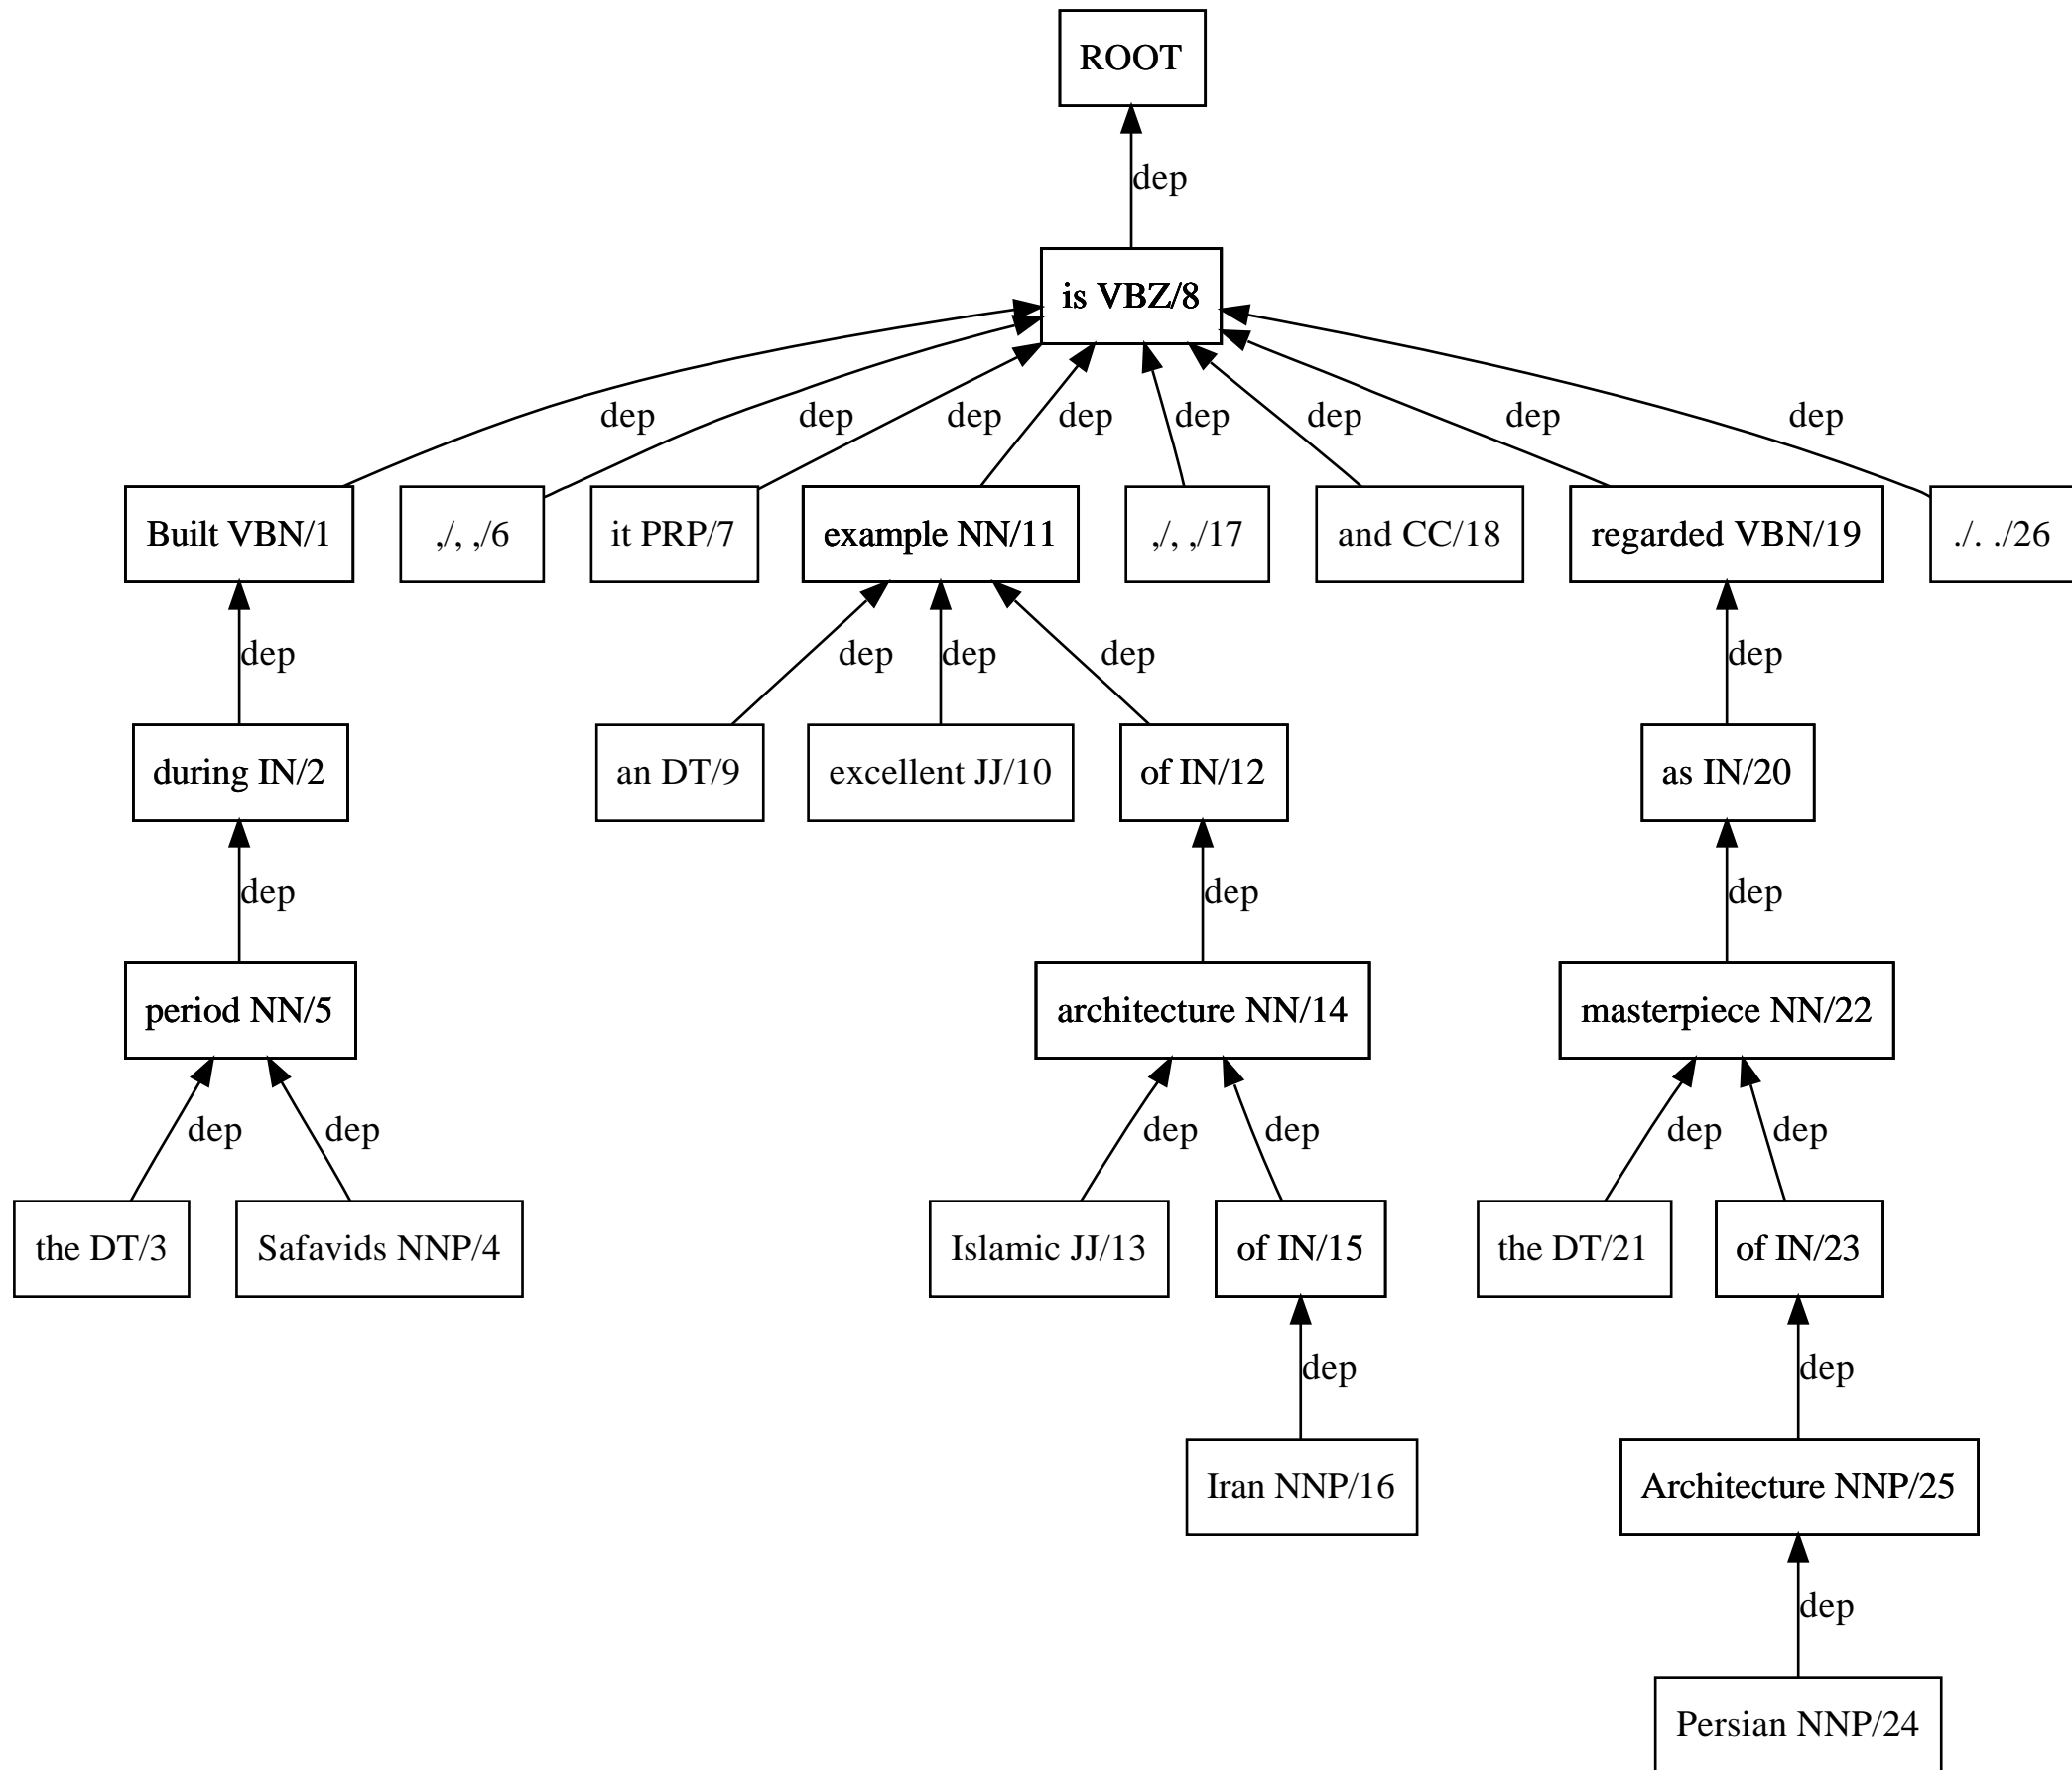 ROOT
dep
is VBZ/8
dep dep dep dep dep dep dep dep
Built VBN/1 ,/, ,/6 it PRP/7 example NN/11 ,/, ,/17 and CC/18 regarded VBN/19 ./. ./26
dep dep dep dep dep
during IN/2 an DT/9 excellent JJ/10 of IN/12 as IN/20
dep dep dep
period NN/5 architecture NN/14 masterpiece NN/22
dep dep dep dep dep dep
the DT/3 Safavids NNP/4 Islamic JJ/13 of IN/15 the DT/21 of IN/23
dep dep
Iran NNP/16 Architecture NNP/25
dep
Persian NNP/24